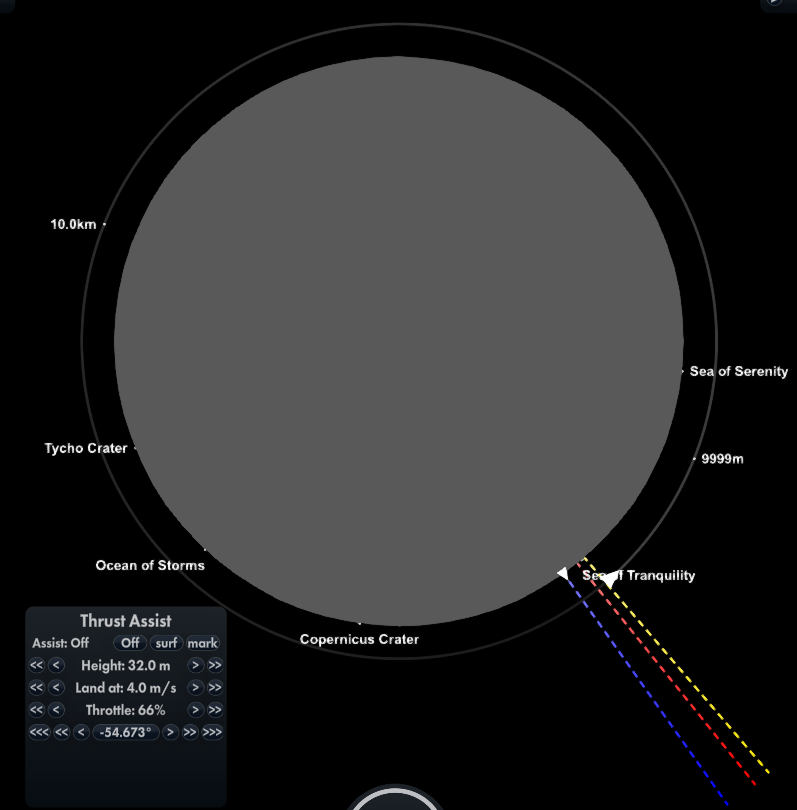 10.0km
Sea of Serenity
Tycho Crater
9999m
Ocean of Storms
Sea of Tranquility
Copernicus Crater
Thrust Assist
Assist: Off Off surf mark
<< < Height: 32.0 m > >>
<< < Land at: 4.0 m/s > >>
<< < Throttle: 66% > >>
<<< << < -54.673° > >> >>>